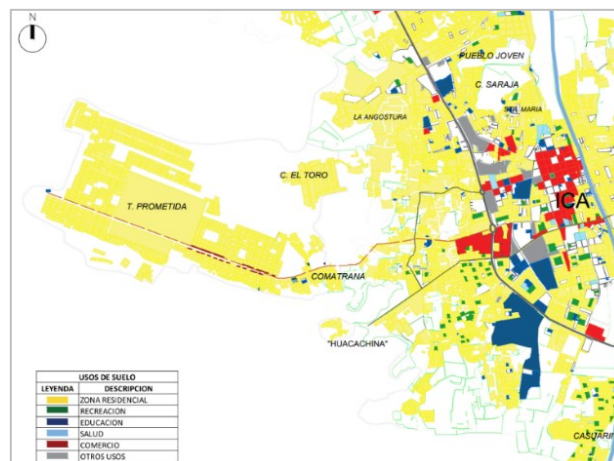 N
PUEBLO JOVEN
C. SARAJA
LA ANGOSTURA
STA. MARIA
C. EL TORO
ICA
T. PROMETIDA
COMATRANA
"HUACACHINA"
USOS DE SUELO
LEYENDA DESCRIPCION
ZONA RESIDENCIAL
RECREACION
EDUCACION
SALUD
COMERCIO
OTROS USOS
CASUARIN